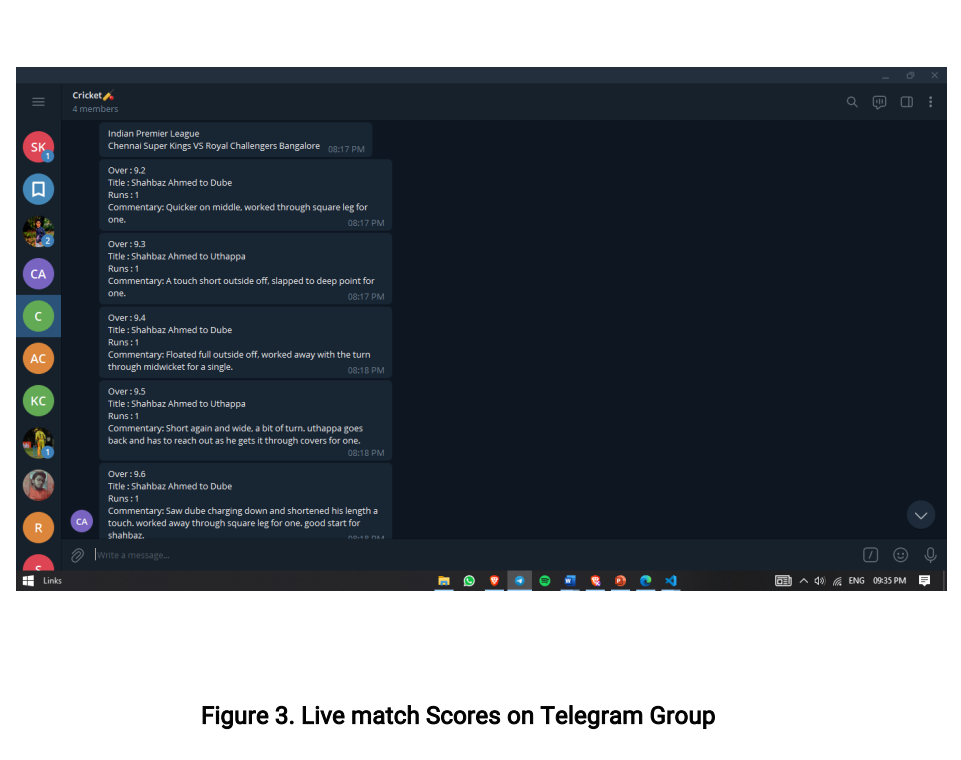 Cricket
4 members
Indian Premier League
Chennai Super Kings VS Royal Challengers Bangalore 08:17 PM
Over : 9.2
Title : Shahbaz Ahmed to Dube
Runs : 1
Commentary: Quicker on middle, worked through square leg for
one. 08:17 PM
Over : 9.3
Title : Shahbaz Ahmed to Uthappa
Runs : 1
Commentary: A touch short outside off, slapped to deep point for
one. 08:17 PM
Over : 9.4
Title : Shahbaz Ahmed to Dube
Runs : 1
Commentary: Floated full outside off, worked away with the turn
through midwicket for a single. 08:18 PM
Over : 9.5
Title : Shahbaz Ahmed to Uthappa
Runs : 1
Commentary: Short again and wide, a bit of turn. uthappa goes
back and has to reach out as he gets it through covers for one.
08:18 PM
Over : 9.6
Title : Shahbaz Ahmed to Dube
Runs : 1
Commentary: Saw dube charging down and shortened his length a
touch. worked away through square leg for one. good start for
shahbaz. 08:18 PM
SK
1
2
CA
C
AC
KC
1
R
S
CA
Write a message...
Links
ENG 09:35 PM
Figure 3. Live match Scores on Telegram Group